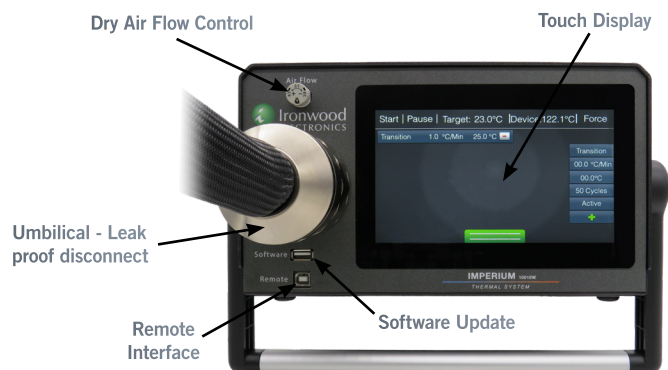 Dry Air Flow Control
Touch Display
Air Flow
Ironwood
ELECTRONICS
Start | Pause | Target: 23.0°C |Device:122.1°C| Force
Transition 1.0 °C/Min 25.0 °C
Transition
00.0 °C/Min
00.0°C
50 Cycles
Active
Umbilical - Leak
proof disconnect
Software
Remote
IMPERIUM
THERMAL SYSTEM
Remote
Interface
Software Update